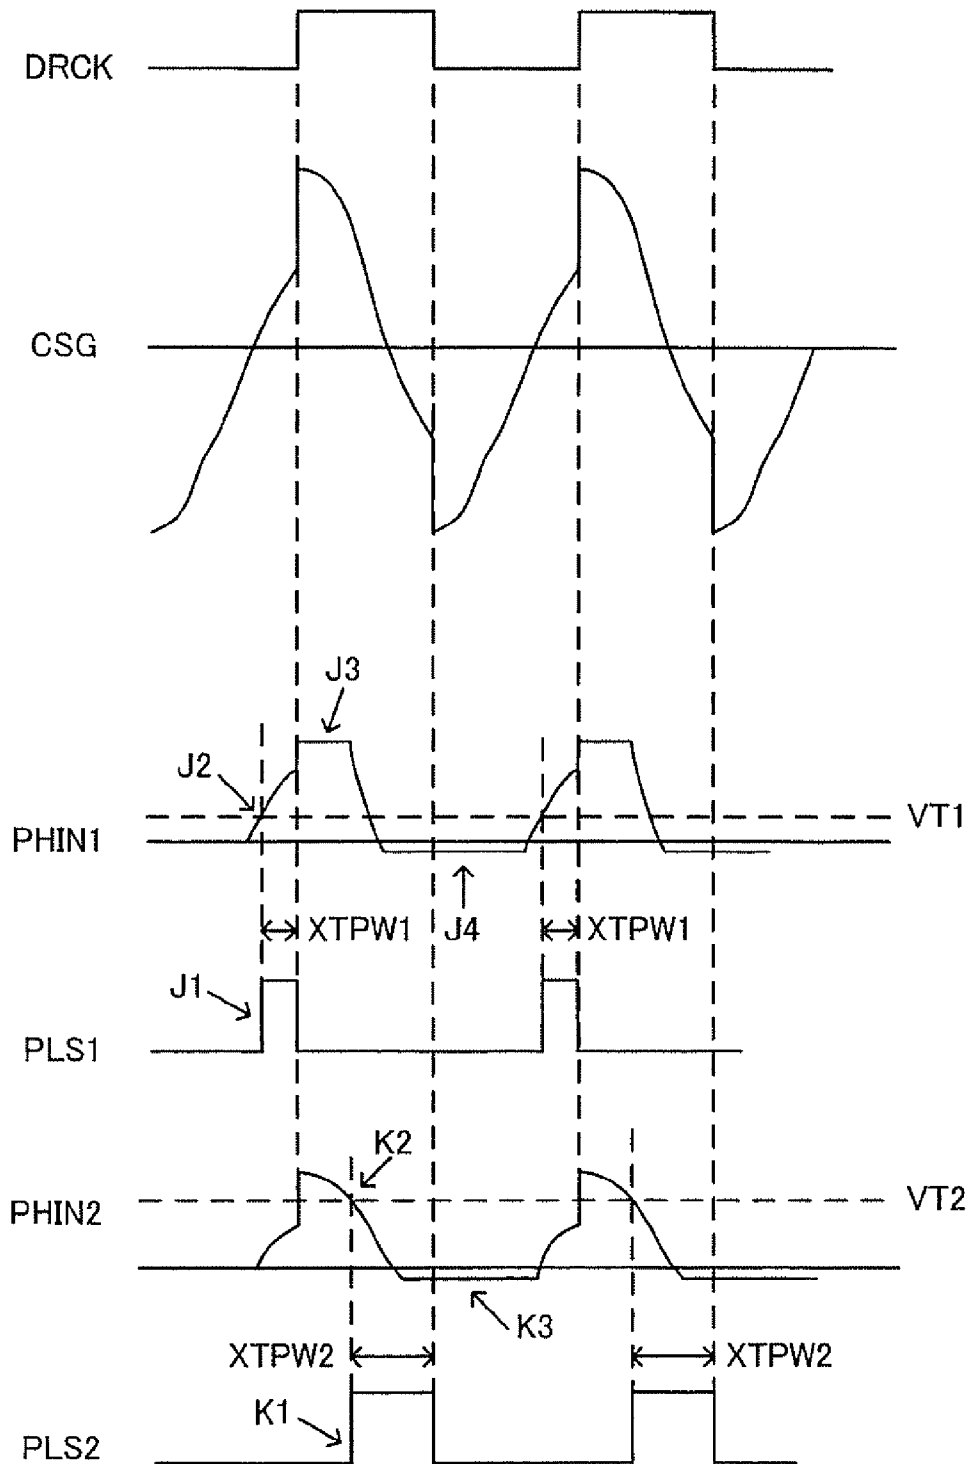 DRCK
CSG
J3
J2
VT1
PHIN1
XTPW1
J4
XTPW1
J1
PLS1
K2
PHIN2
VT2
K3
XTPW2
XTPW2
K1
PLS2